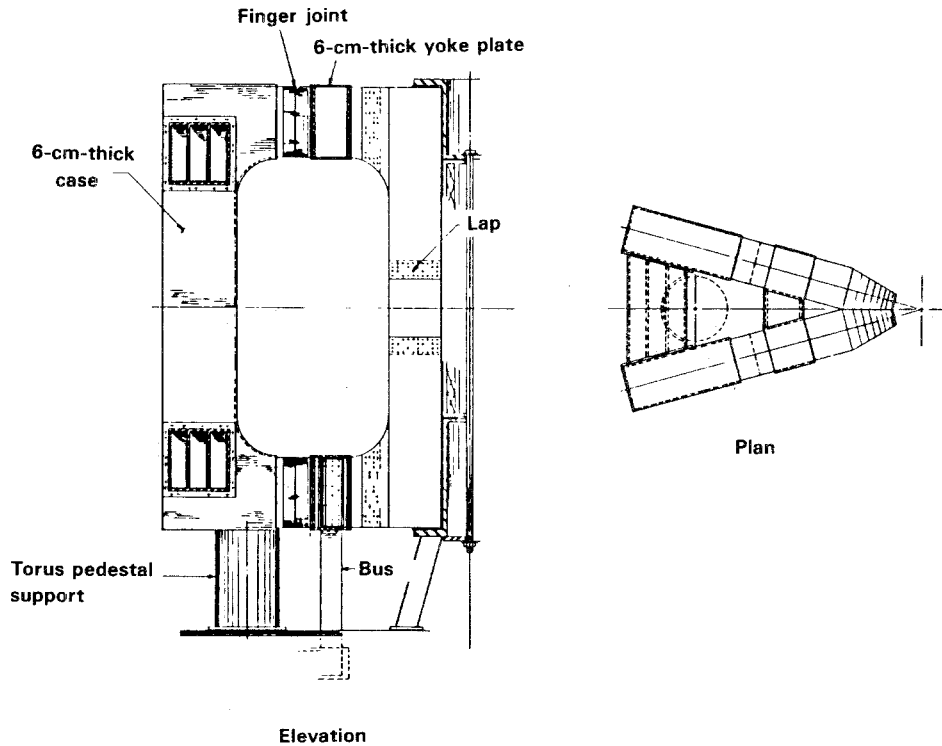 Finger joint
6-cm-thick yoke plate
6-cm-thick
case
Lap
Plan
Torus pedestal
support
Bus
Elevation